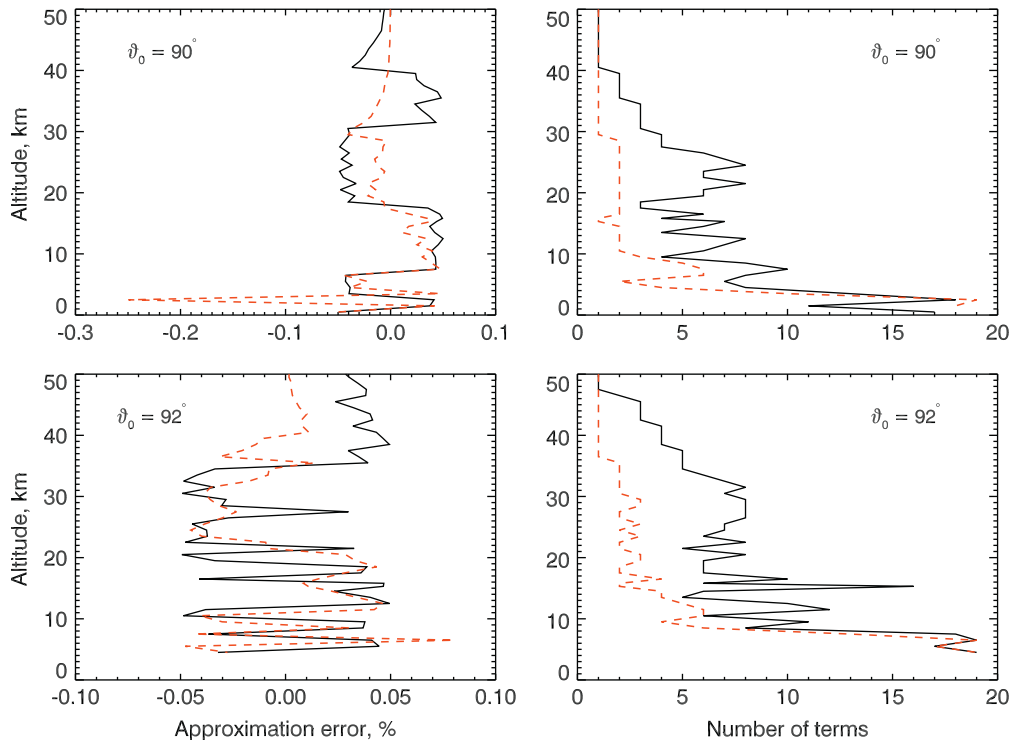 50
40
30
20
10
0
Altitude, km
ϑ₀ = 90°
-0.3 -0.2 -0.1 0.0 0.1
50
40
30
20
10
0
ϑ₀ = 90°
0 5 10 15 20
50
40
30
20
10
0
Altitude, km
ϑ₀ = 92°
-0.10 -0.05 0.00 0.05 0.10
Approximation error, %
50
40
30
20
10
0
ϑ₀ = 92°
0 5 10 15 20
Number of terms